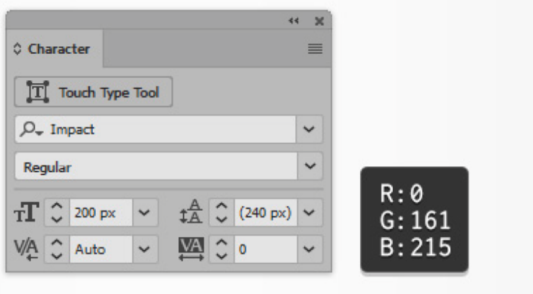 Character
Touch Type Tool
Impact
Regular
200 px (240 px)
Auto 0
R:0
G:161
B:215